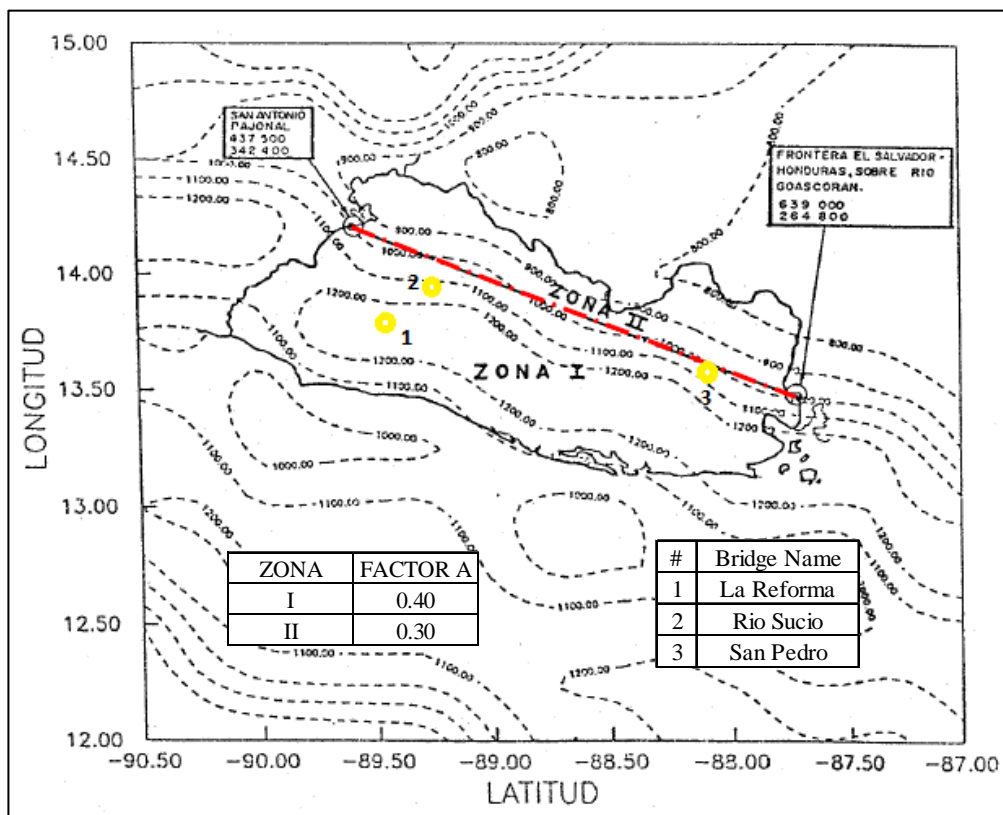 15.00
14.50
14.00
13.50
13.00
12.50
12.00
LONGITUD
-90.50
-90.00
-89.50
-89.00
-88.50
-88.00
-87.50
-87.00
LATITUD
SAN ANTONIO
PAJONAL
437 500
342 400
FRONTERA EL SALVADOR-
HONDURAS, SOBRE RIO
GOASCORAN.
639 000
264 800
ZONA II
ZONA I
1
2
3
ZONA FACTOR A
I 0.40
II 0.30
# Bridge Name
1 La Reforma
2 Rio Sucio
3 San Pedro
800.00
900.00
1000.00
1100.00
1200.00